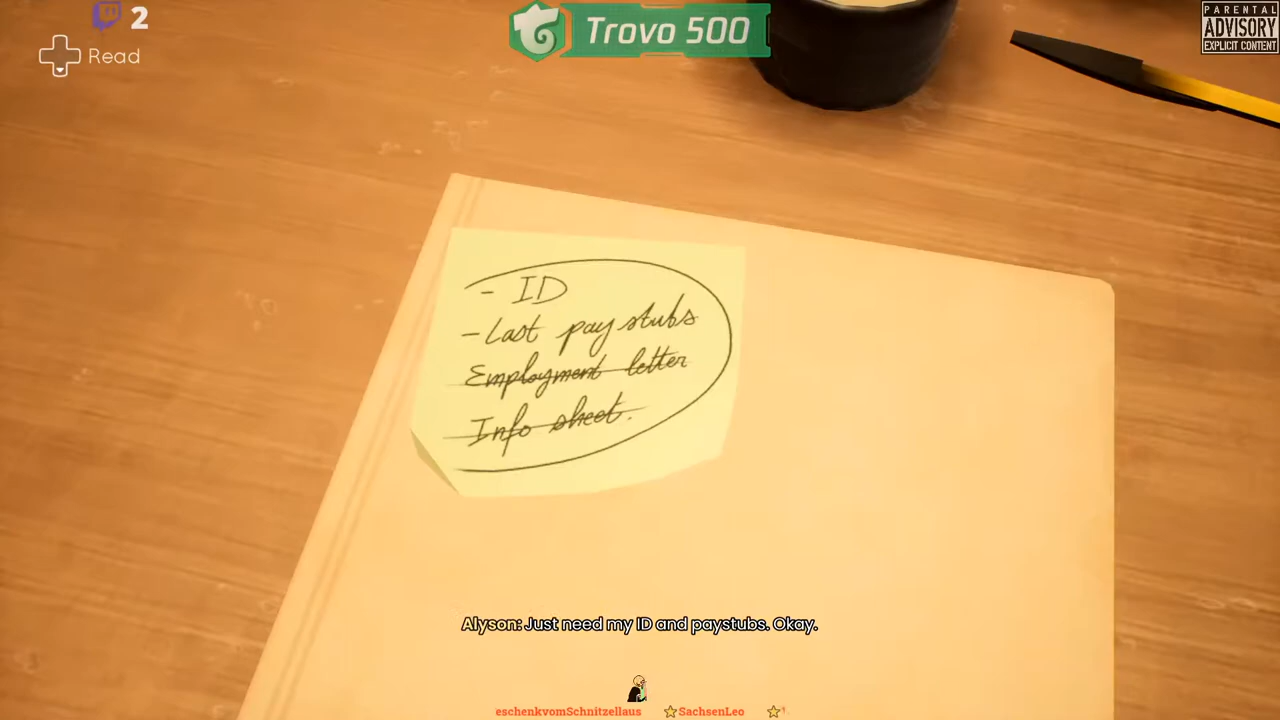 2
Read
Trovo 500
PARENTAL
ADVISORY
EXPLICIT CONTENT
- ID
- Last pay stubs
Employment letter
Info sheet.
Alyson: Just need my ID and paystubs. Okay.
eschenkvomSchnitzellaus SachsenLeo